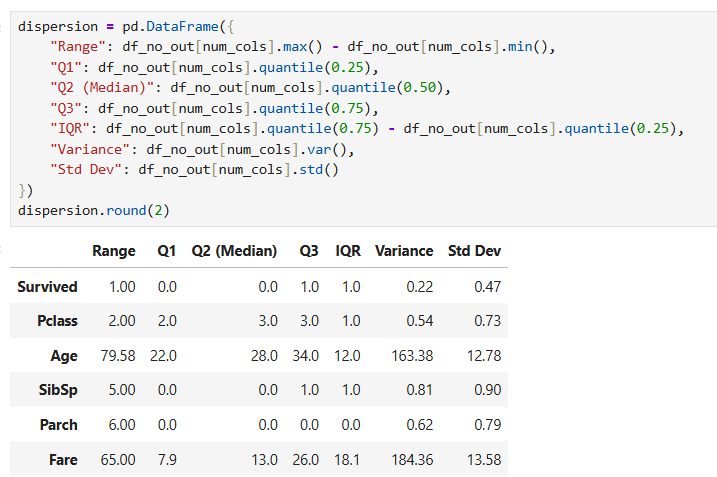 dispersion = pd.DataFrame({
    "Range": df_no_out[num_cols].max() - df_no_out[num_cols].min(),
    "Q1": df_no_out[num_cols].quantile(0.25),
    "Q2 (Median)": df_no_out[num_cols].quantile(0.50),
    "Q3": df_no_out[num_cols].quantile(0.75),
    "IQR": df_no_out[num_cols].quantile(0.75) - df_no_out[num_cols].quantile(0.25),
    "Variance": df_no_out[num_cols].var(),
    "Std Dev": df_no_out[num_cols].std()
})
dispersion.round(2)
Range Q1 Q2 (Median) Q3 IQR Variance Std Dev
Survived 1.00 0.0 0.0 1.0 1.0 0.22 0.47
Pclass 2.00 2.0 3.0 3.0 1.0 0.54 0.73
Age 79.58 22.0 28.0 34.0 12.0 163.38 12.78
SibSp 5.00 0.0 0.0 1.0 1.0 0.81 0.90
Parch 6.00 0.0 0.0 0.0 0.0 0.62 0.79
Fare 65.00 7.9 13.0 26.0 18.1 184.36 13.58